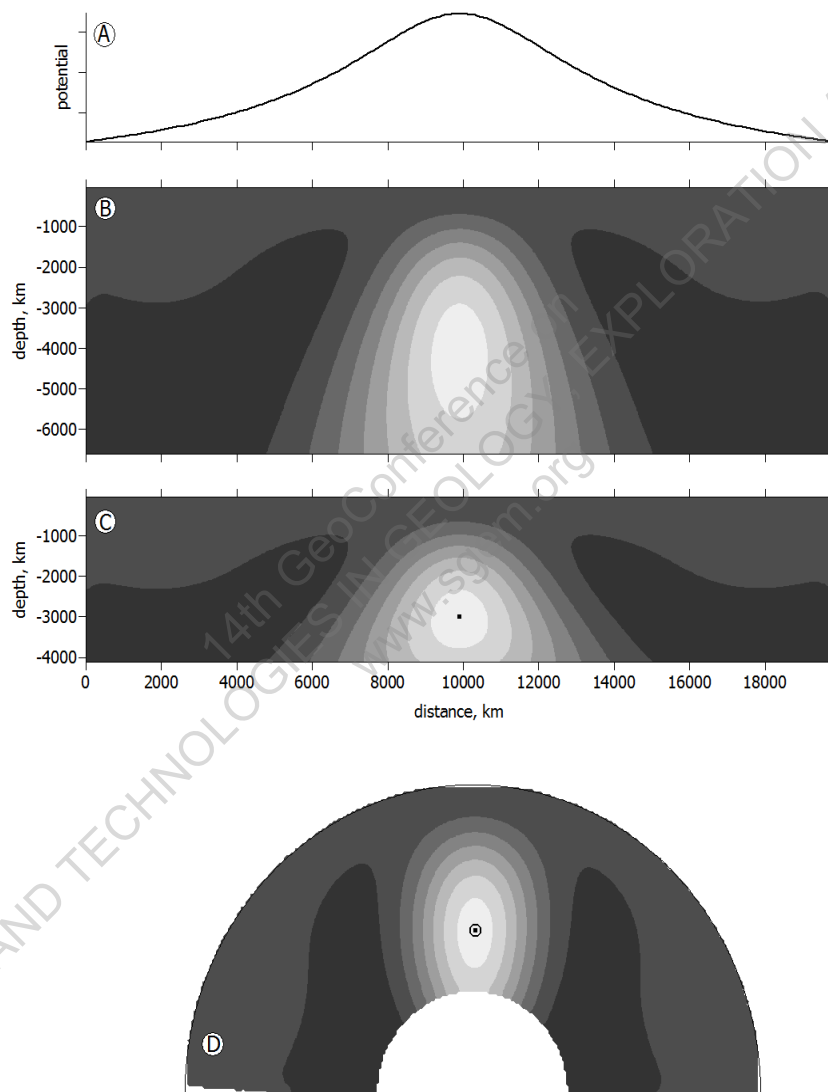 A
potential
B
-1000
-2000
-3000
-4000
-5000
-6000
depth, km
C
-1000
-2000
-3000
-4000
depth, km
0 2000 4000 6000 8000 10000 12000 14000 16000 18000
distance, km
D
14th GeoConference on
AND TECHNOLOGIES IN GEOLOGY, EXPLORATION
www.sgem.org